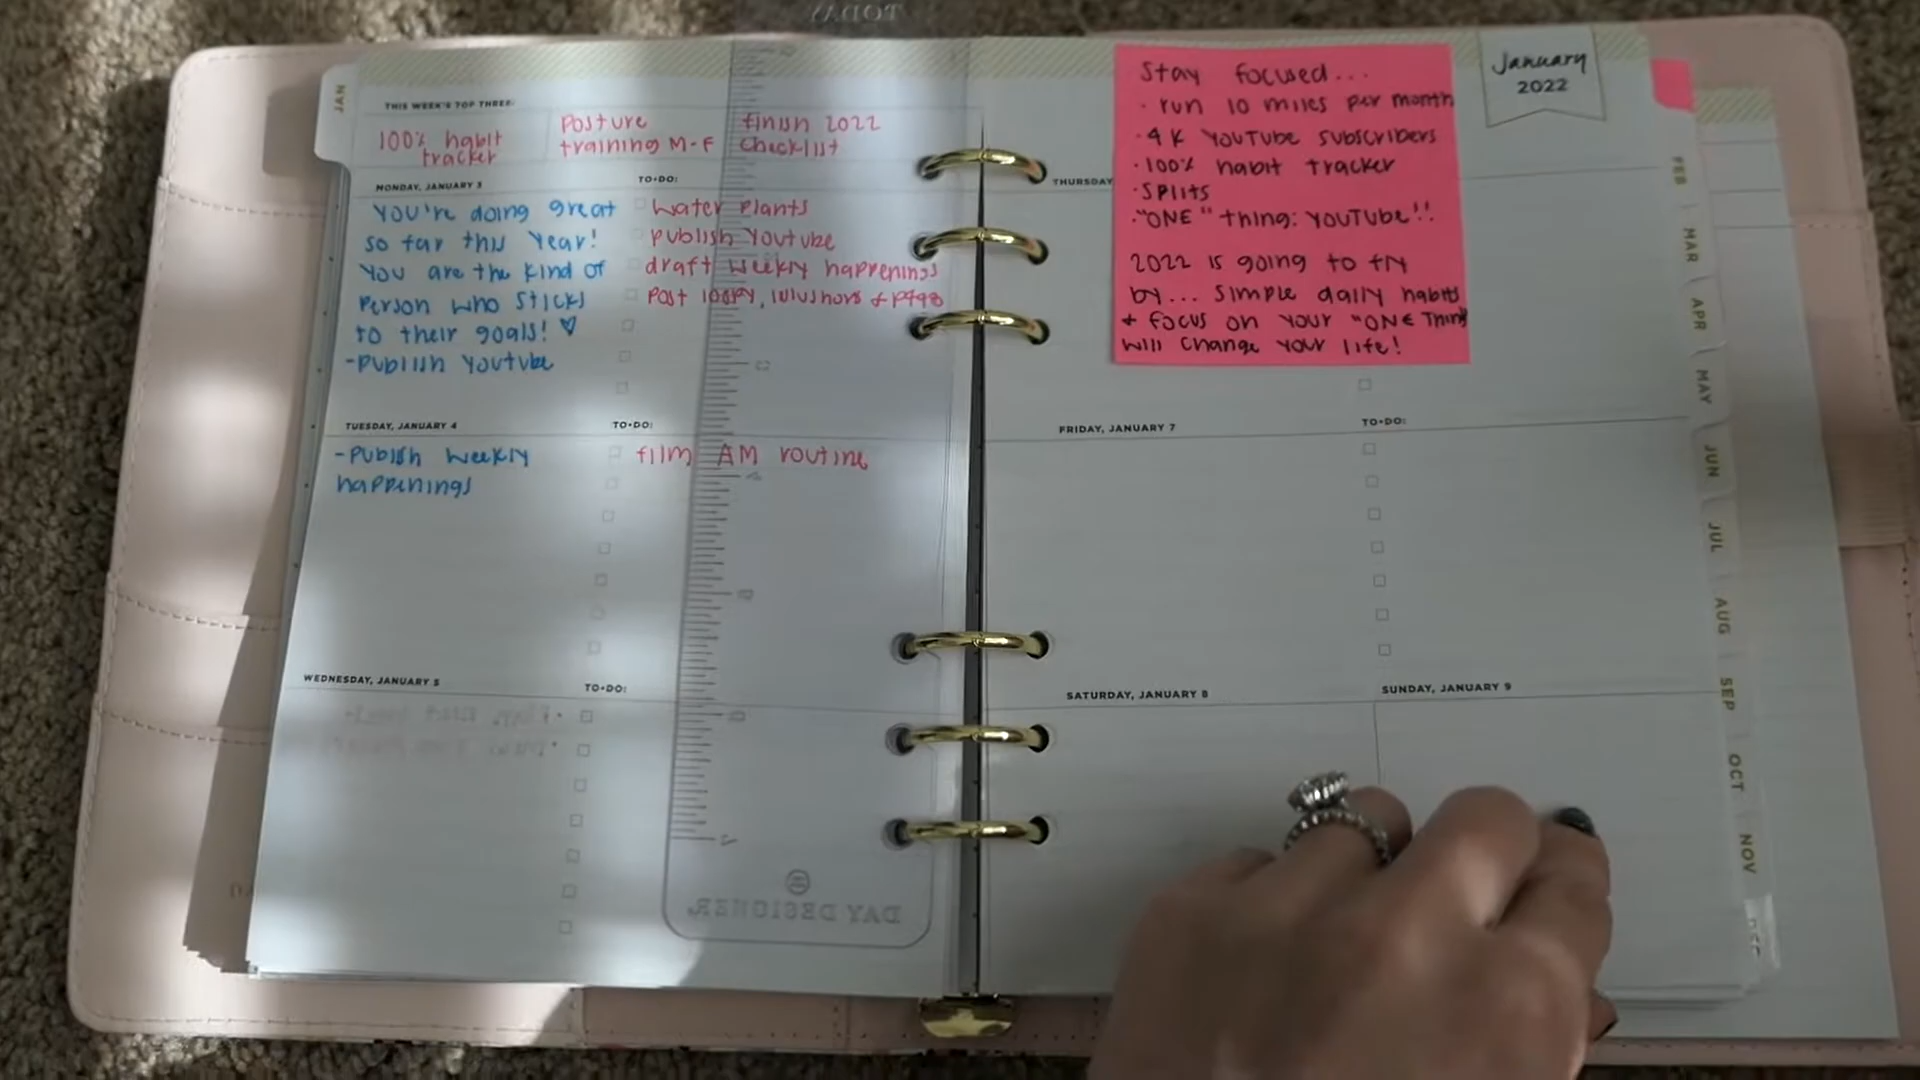 TODAY
JAN
THIS WEEK'S TOP THREE:
100% habit
tracker
Posture
training M-F
finish 2022
checklist
MONDAY, JANUARY 3
TO-DO:
You're doing great
so far this year!
You are the kind of
person who sticks
to their goals! ♡
-Publish Youtube
water plants
publish Youtube
draft weekly happenings
TUESDAY, JANUARY 4
TO-DO:
-Publish weekly
happenings
film AM routine
WEDNESDAY, JANUARY 5
TO-DO:
DAY DESIGNER
Stay focused...
· run 10 miles per month
· 4K YouTube subscribers
· 100% habit tracker
· Splits
· "ONE" thing: YOUTUBE!!
2022 is going to fly
by... simple daily habits
+ focus on your "ONE Thing
will change your life!
January
2022
THURSDAY
FRIDAY, JANUARY 7
TO-DO:
SATURDAY, JANUARY 8
SUNDAY, JANUARY 9
FEB
MAR
APR
MAY
JUN
JUL
AUG
SEP
OCT
NOV
DEC